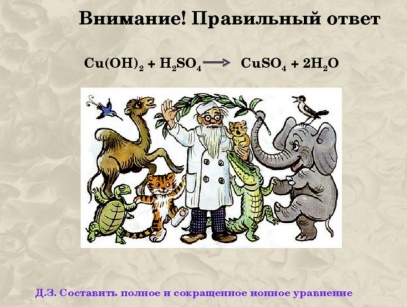 Внимание! Правильный ответ
Cu(OH)₂ + H₂SO₄ → CuSO₄ + 2H₂O
Д.З. Составить полное и сокращенное ионное уравнение